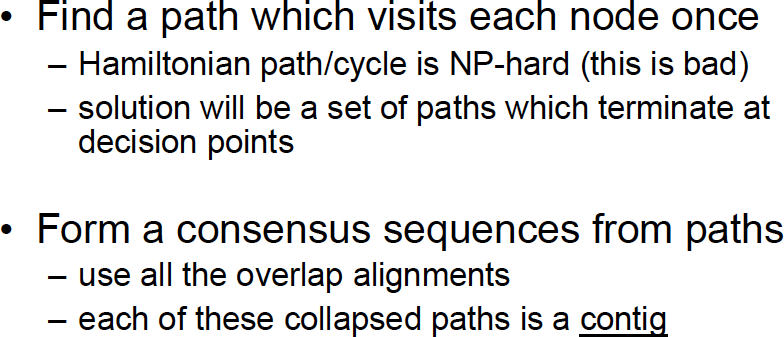 • Find a path which visits each node once
– Hamiltonian path/cycle is NP-hard (this is bad)
– solution will be a set of paths which terminate at
decision points
• Form a consensus sequences from paths
– use all the overlap alignments
– each of these collapsed paths is a contig